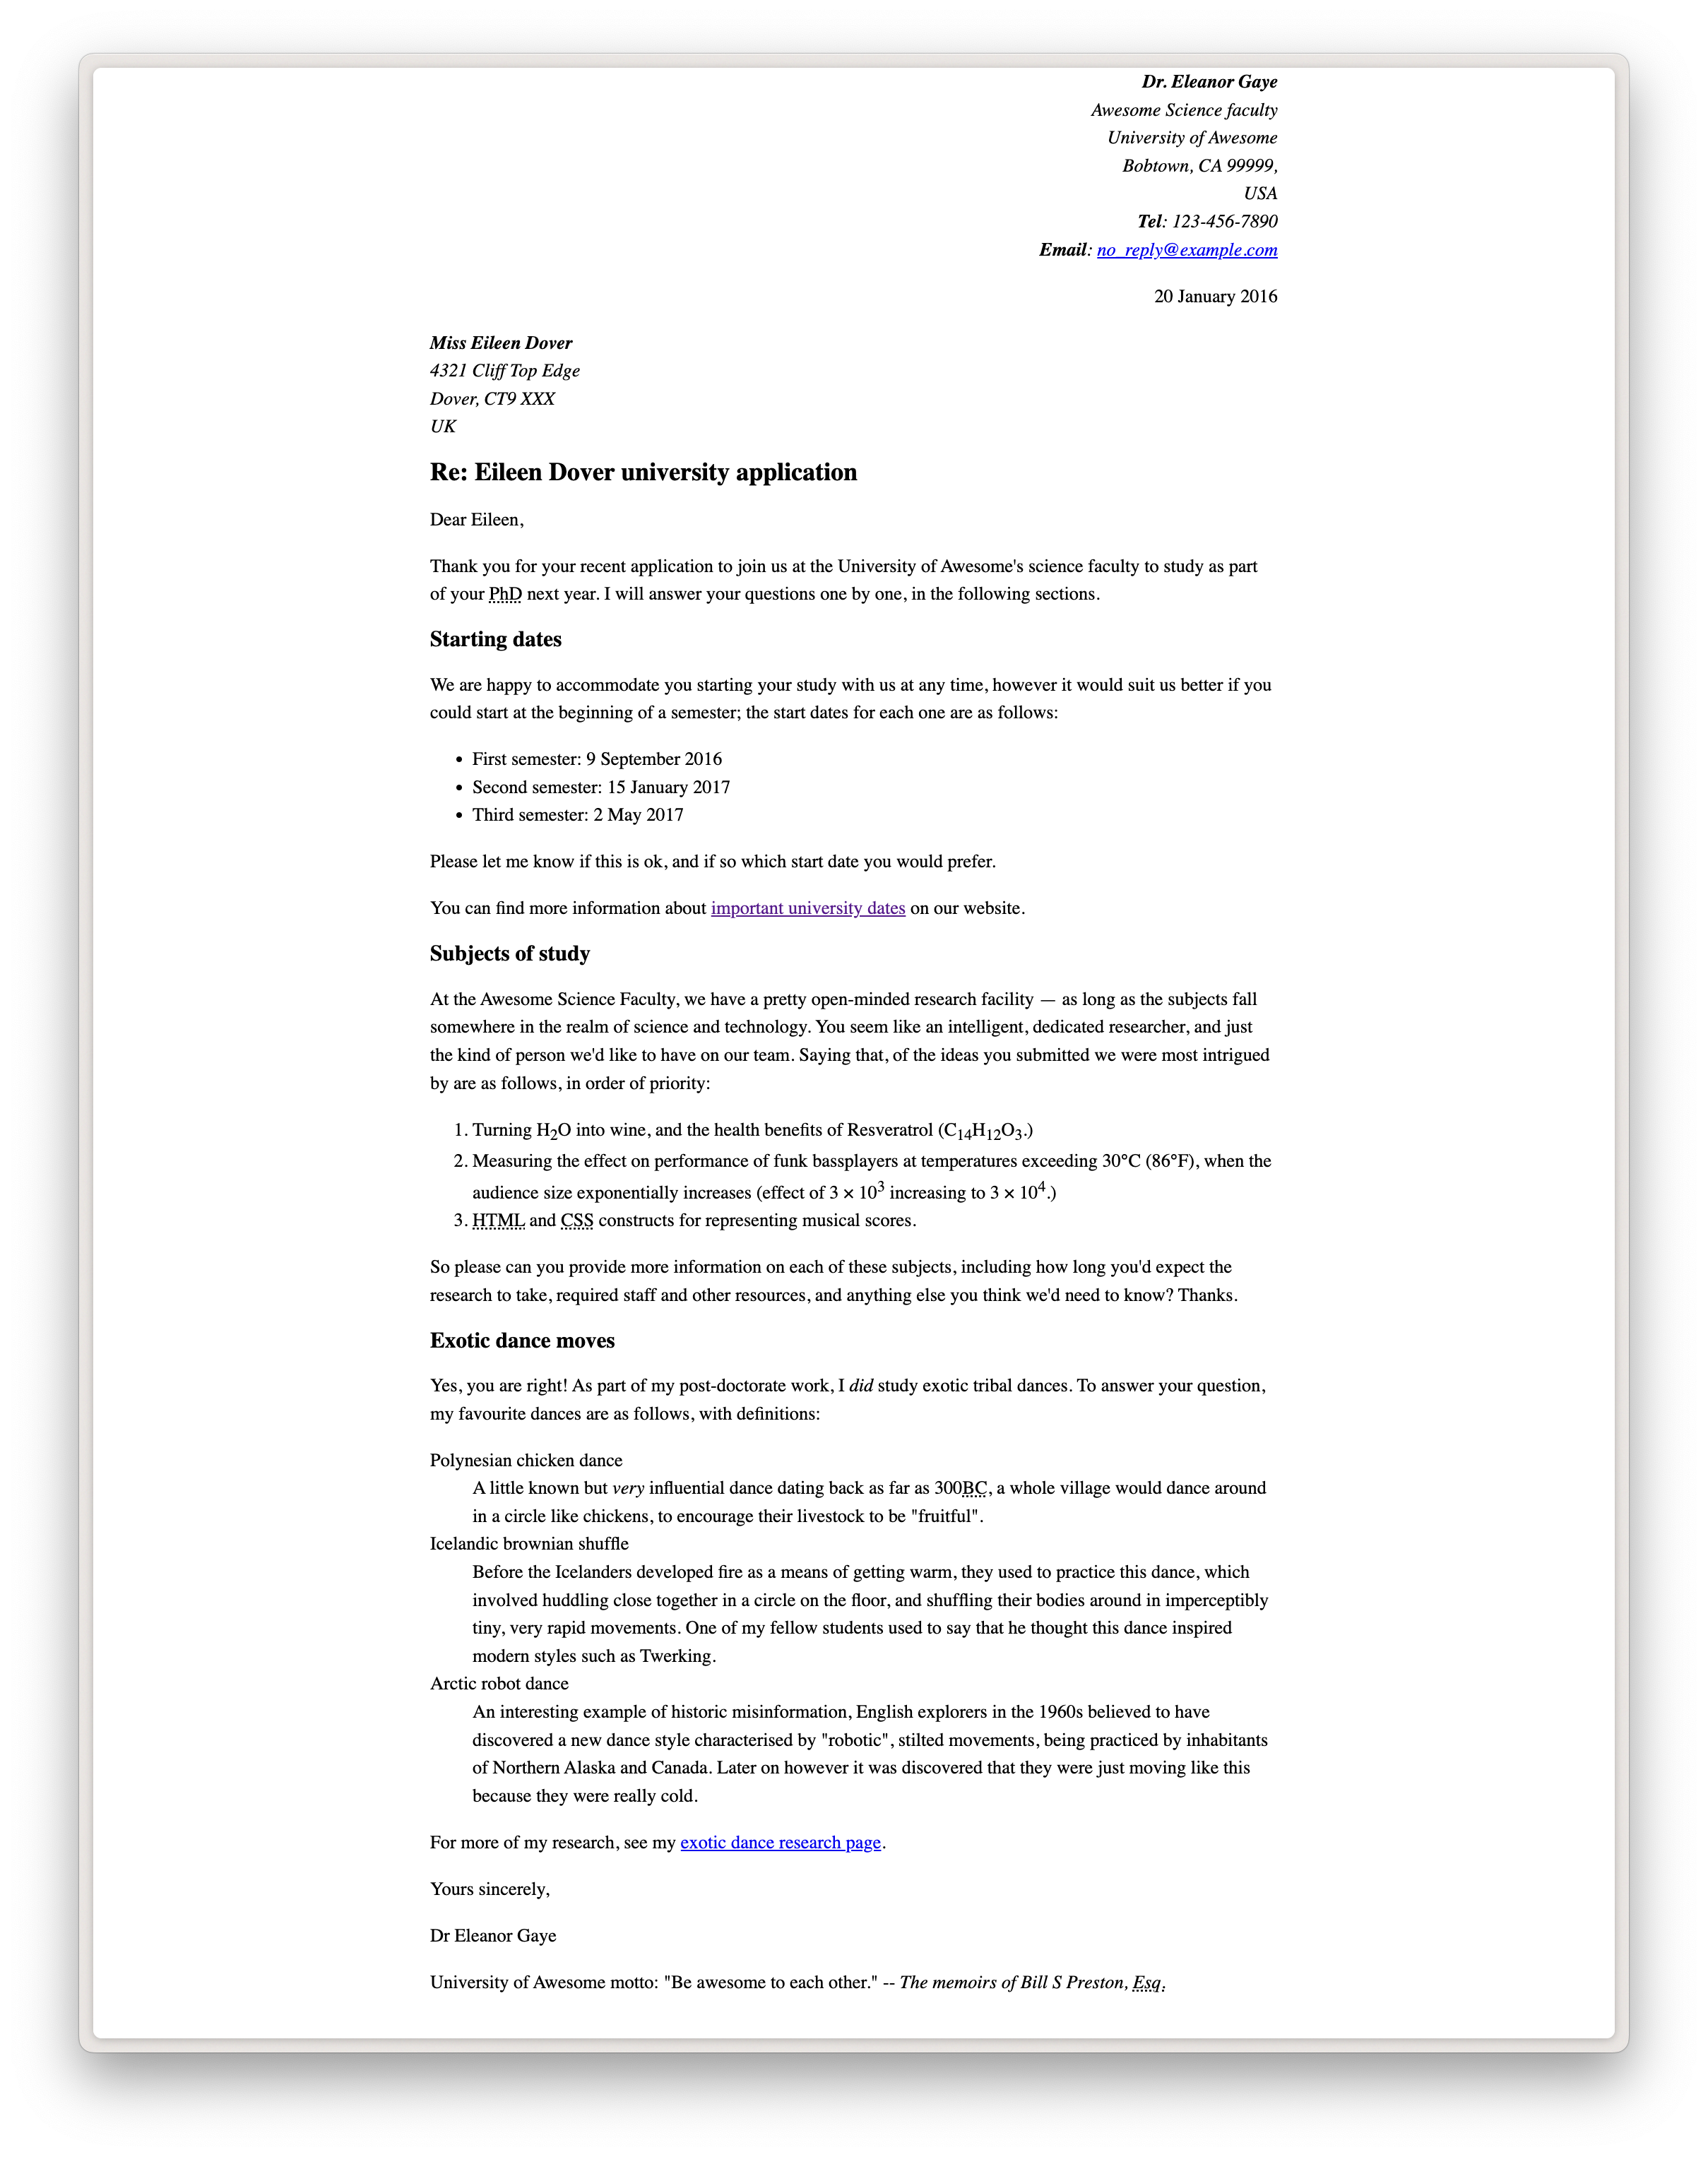 Dr. Eleanor Gaye
Awesome Science faculty
University of Awesome
Bobtown, CA 99999,
USA
Tel: 123-456-7890
Email: no_reply@example.com
20 January 2016
Miss Eileen Dover
4321 Cliff Top Edge
Dover, CT9 XXX
UK
Re: Eileen Dover university application
Dear Eileen,
Thank you for your recent application to join us at the University of Awesome's science faculty to study as part
of your PhD next year. I will answer your questions one by one, in the following sections.
Starting dates
We are happy to accommodate you starting your study with us at any time, however it would suit us better if you
could start at the beginning of a semester; the start dates for each one are as follows:
• First semester: 9 September 2016
• Second semester: 15 January 2017
• Third semester: 2 May 2017
Please let me know if this is ok, and if so which start date you would prefer.
You can find more information about important university dates on our website.
Subjects of study
At the Awesome Science Faculty, we have a pretty open-minded research facility — as long as the subjects fall
somewhere in the realm of science and technology. You seem like an intelligent, dedicated researcher, and just
the kind of person we'd like to have on our team. Saying that, of the ideas you submitted we were most intrigued
by are as follows, in order of priority:
1. Turning H₂O into wine, and the health benefits of Resveratrol (C₁₄H₁₂O₃.)
2. Measuring the effect on performance of funk bassplayers at temperatures exceeding 30°C (86°F), when the
audience size exponentially increases (effect of 3 × 10³ increasing to 3 × 10⁴.)
3. HTML and CSS constructs for representing musical scores.
So please can you provide more information on each of these subjects, including how long you'd expect the
research to take, required staff and other resources, and anything else you think we'd need to know? Thanks.
Exotic dance moves
Yes, you are right! As part of my post-doctorate work, I did study exotic tribal dances. To answer your question,
my favourite dances are as follows, with definitions:
Polynesian chicken dance
A little known but very influential dance dating back as far as 300BC, a whole village would dance around
in a circle like chickens, to encourage their livestock to be "fruitful".
Icelandic brownian shuffle
Before the Icelanders developed fire as a means of getting warm, they used to practice this dance, which
involved huddling close together in a circle on the floor, and shuffling their bodies around in imperceptibly
tiny, very rapid movements. One of my fellow students used to say that he thought this dance inspired
modern styles such as Twerking.
Arctic robot dance
An interesting example of historic misinformation, English explorers in the 1960s believed to have
discovered a new dance style characterised by "robotic", stilted movements, being practiced by inhabitants
of Northern Alaska and Canada. Later on however it was discovered that they were just moving like this
because they were really cold.
For more of my research, see my exotic dance research page.
Yours sincerely,
Dr Eleanor Gaye
University of Awesome motto: "Be awesome to each other." -- The memoirs of Bill S Preston, Esq.